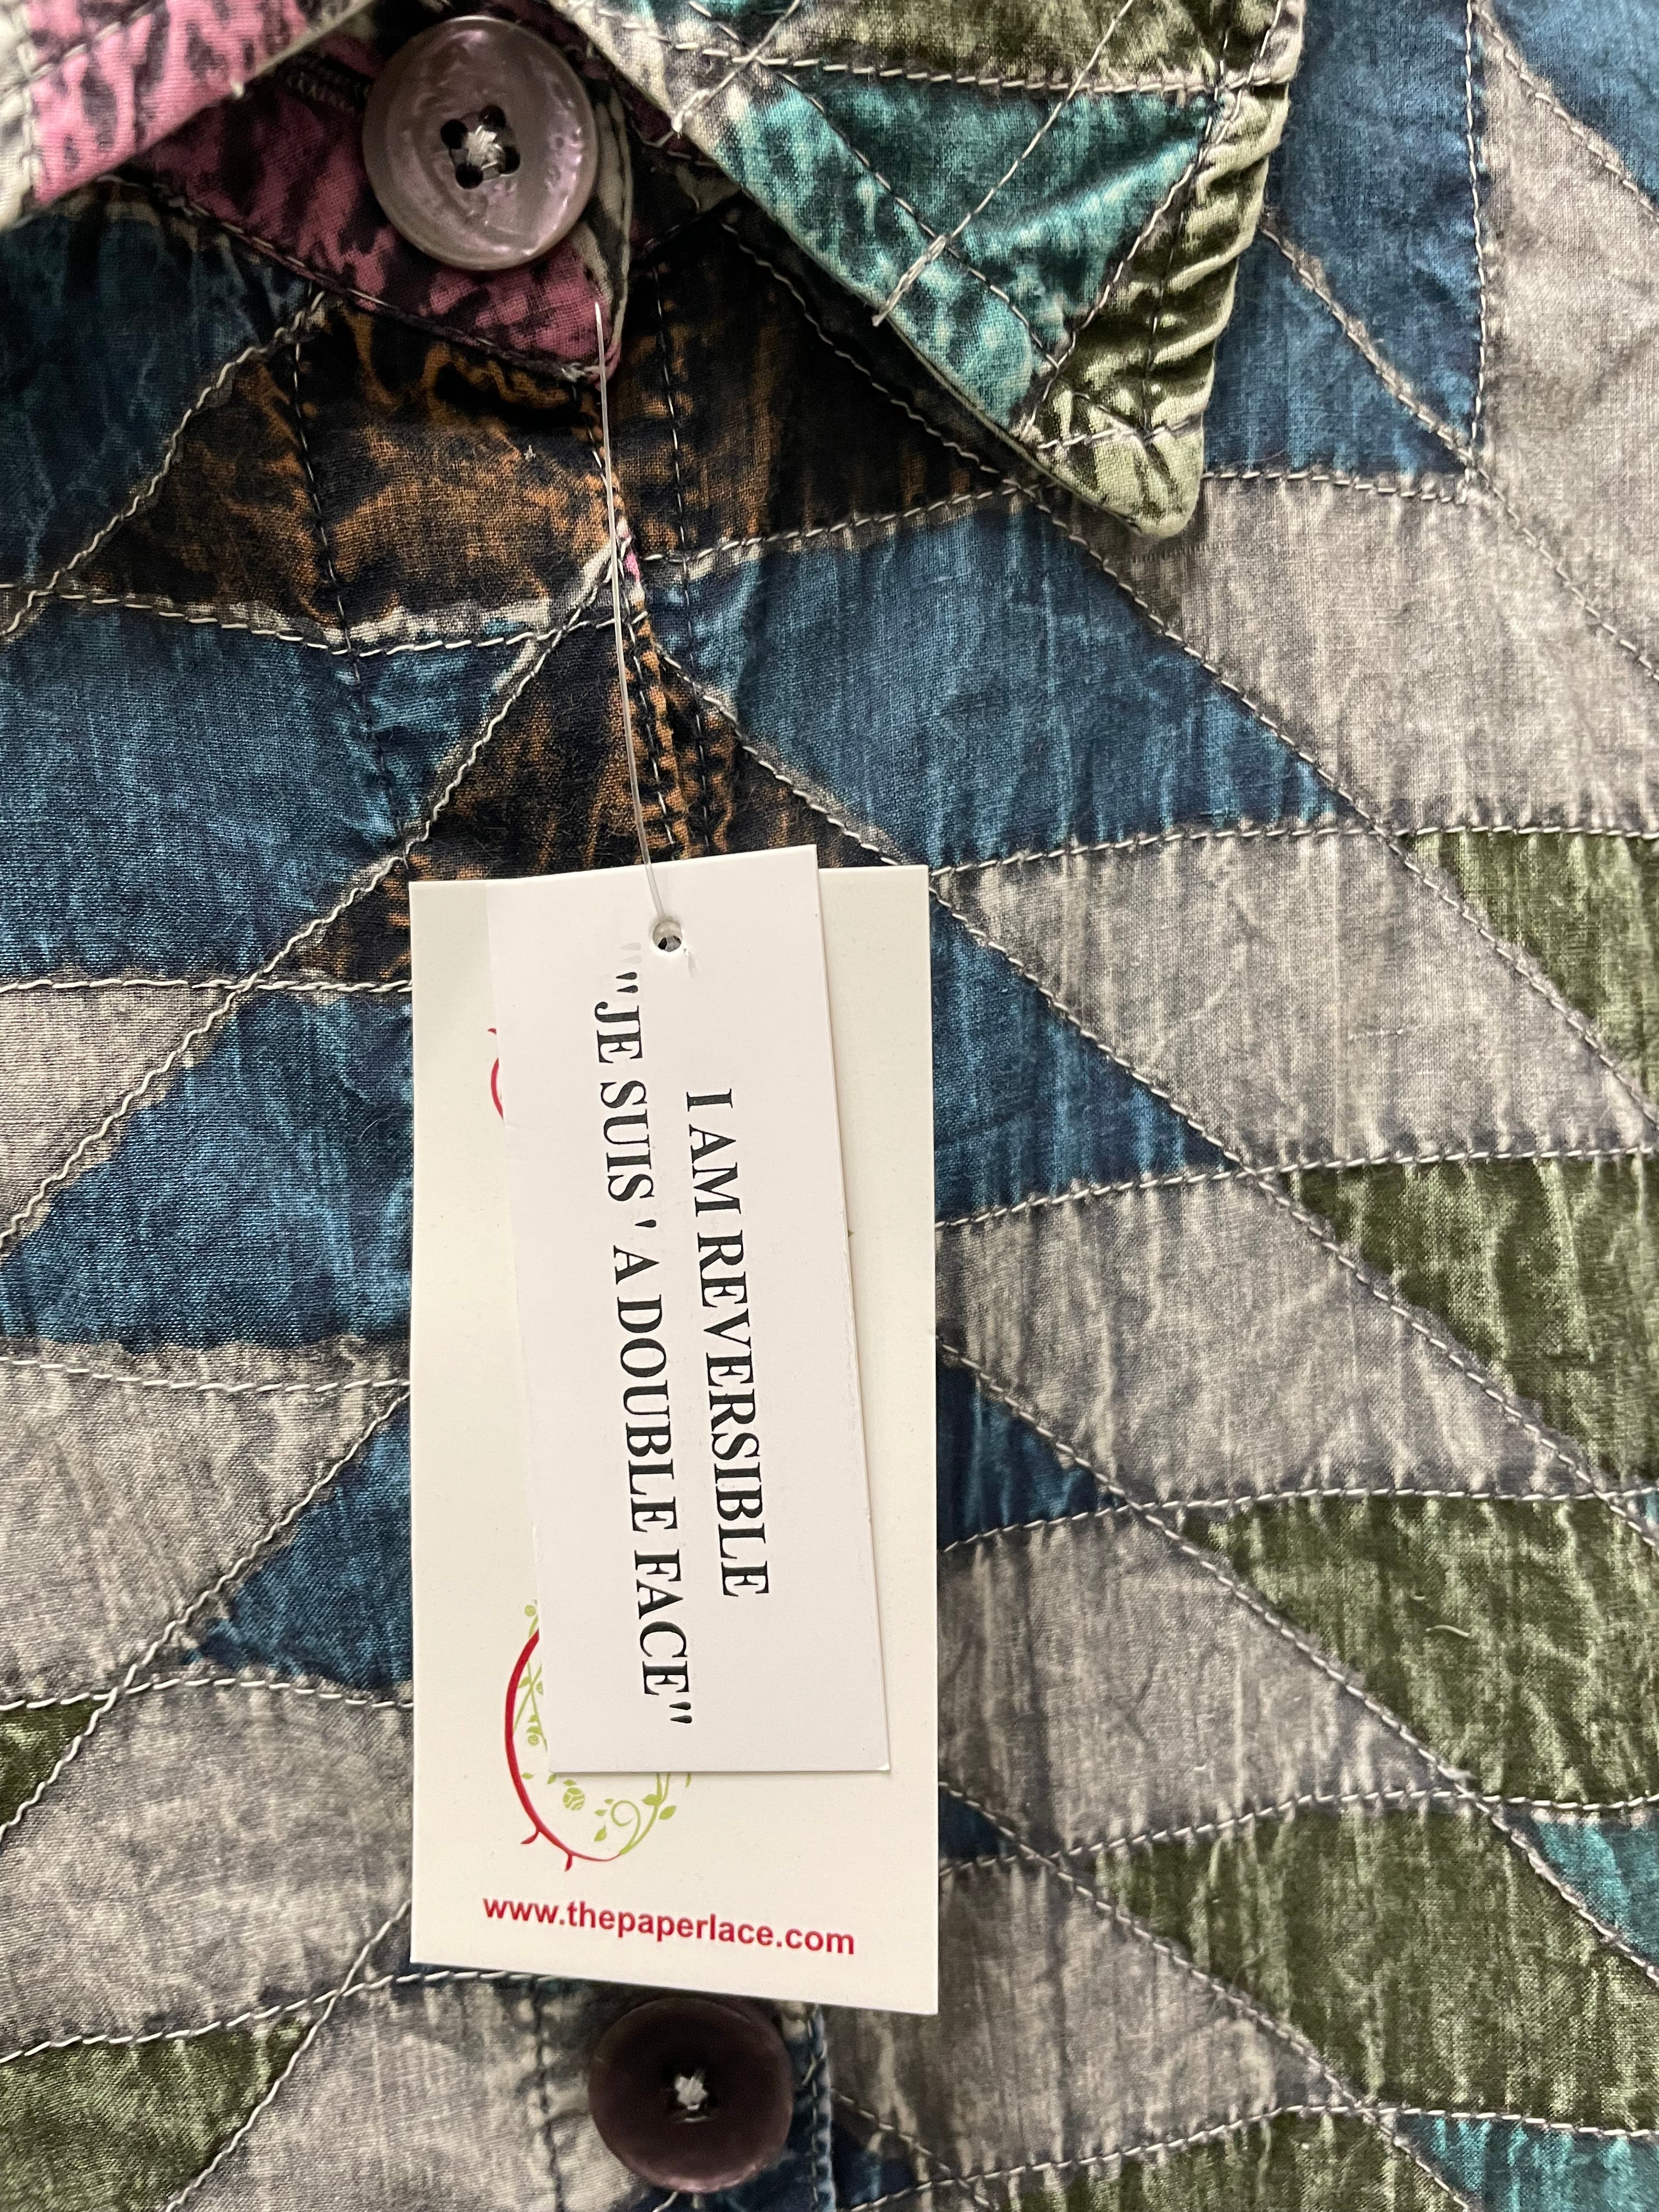 I AM REVERSIBLE
"JE SUIS ' A DOUBLE FACE"
www.thepaperlace.com